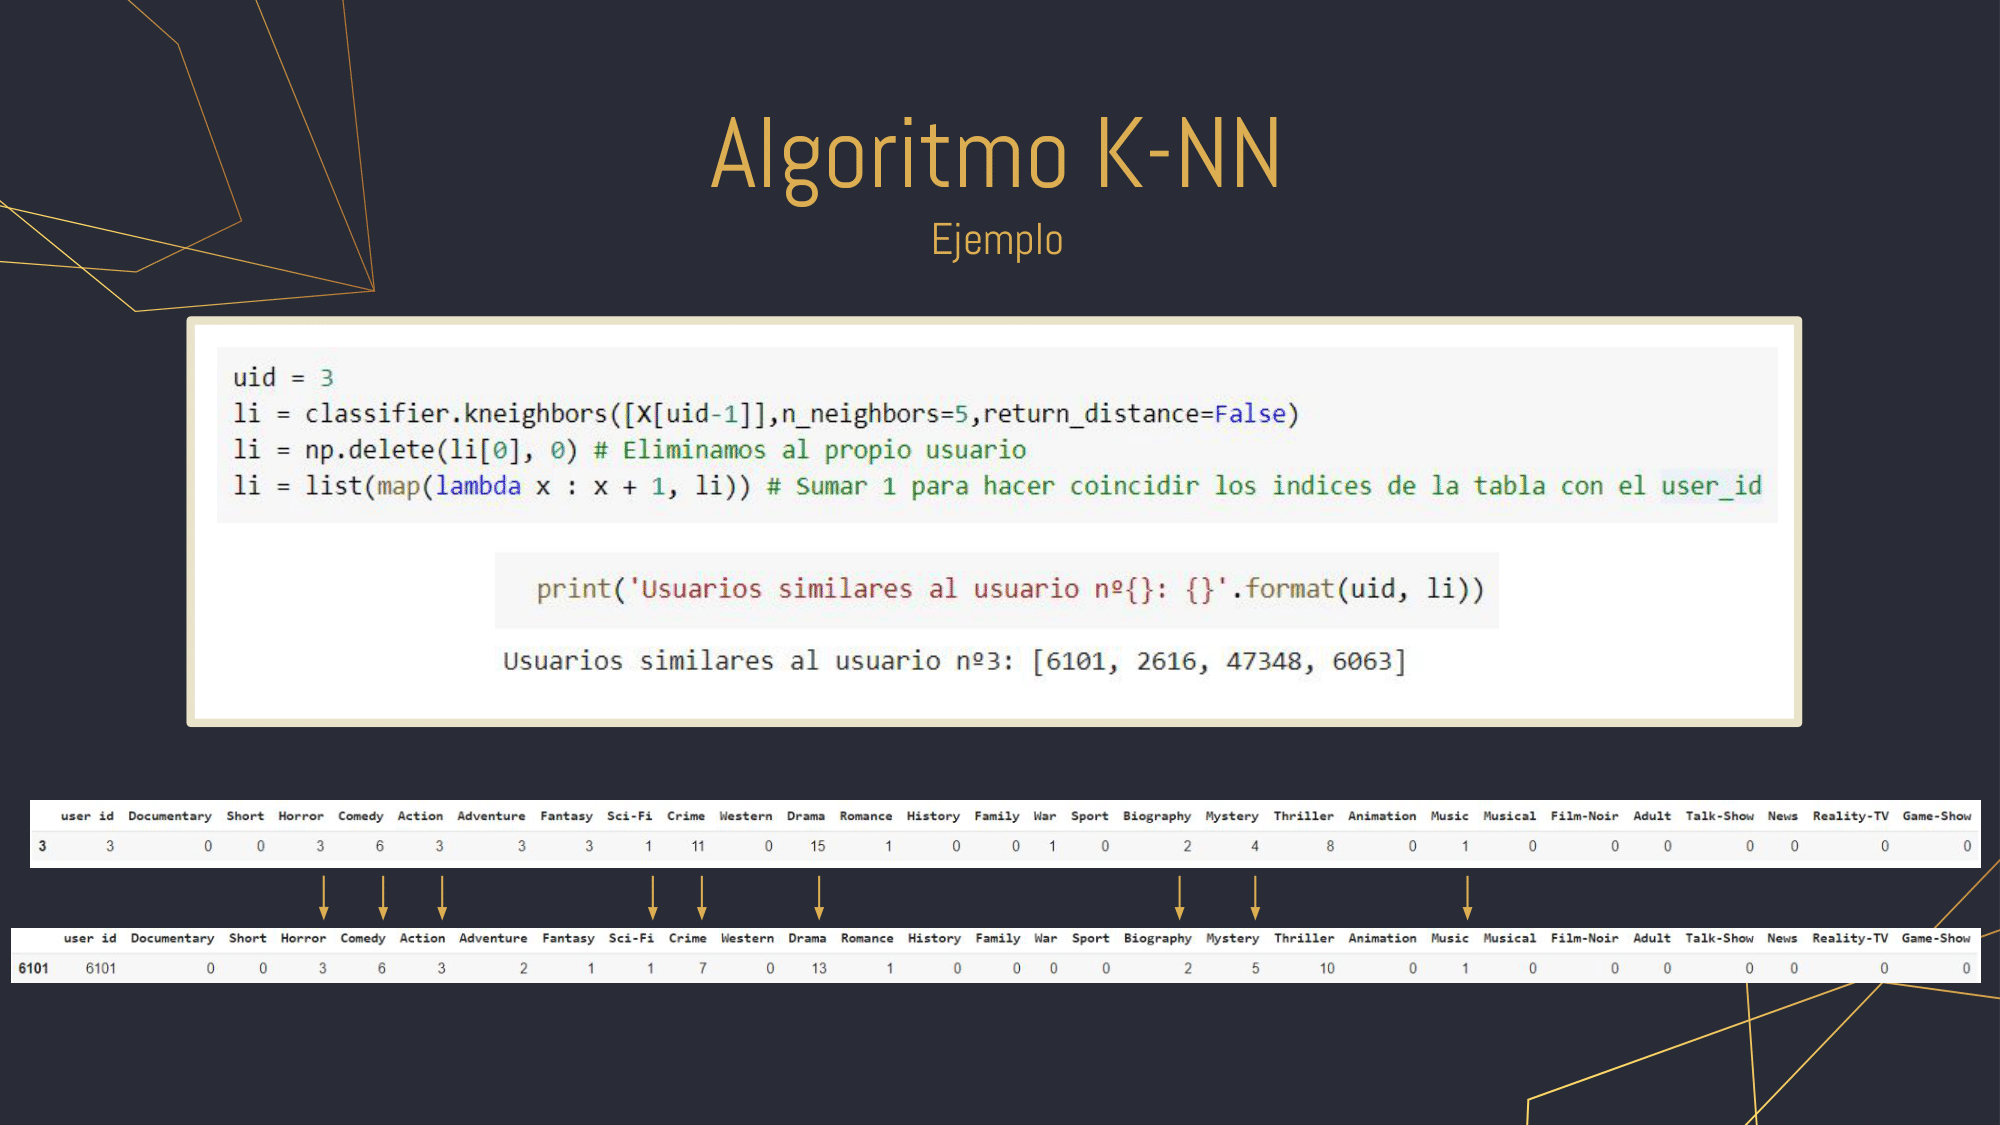 Algoritmo K-NN
Ejemplo
uid = 3
li = classifier.kneighbors([X[uid-1]],n_neighbors=5,return_distance=False)
li = np.delete(li[0], 0) # Eliminamos al propio usuario
li = list(map(lambda x : x + 1, li)) # Sumar 1 para hacer coincidir los indices de la tabla con el user_id
print('Usuarios similares al usuario nº{}: {}'.format(uid, li))
Usuarios similares al usuario nº3: [6101, 2616, 47348, 6063]
user id Documentary Short Horror Comedy Action Adventure Fantasy Sci-Fi Crime Western Drama Romance History Family War Sport Biography Mystery Thriller Animation Music Musical Film-Noir Adult Talk-Show News Reality-TV Game-Show
3 3 0 0 3 6 3 3 3 1 11 0 15 1 0 0 1 0 2 4 8 0 1 0 0 0 0 0 0 0
user id Documentary Short Horror Comedy Action Adventure Fantasy Sci-Fi Crime Western Drama Romance History Family War Sport Biography Mystery Thriller Animation Music Musical Film-Noir Adult Talk-Show News Reality-TV Game-Show
6101 6101 0 0 3 6 3 2 1 1 7 0 13 1 0 0 0 0 2 5 10 0 1 0 0 0 0 0 0 0